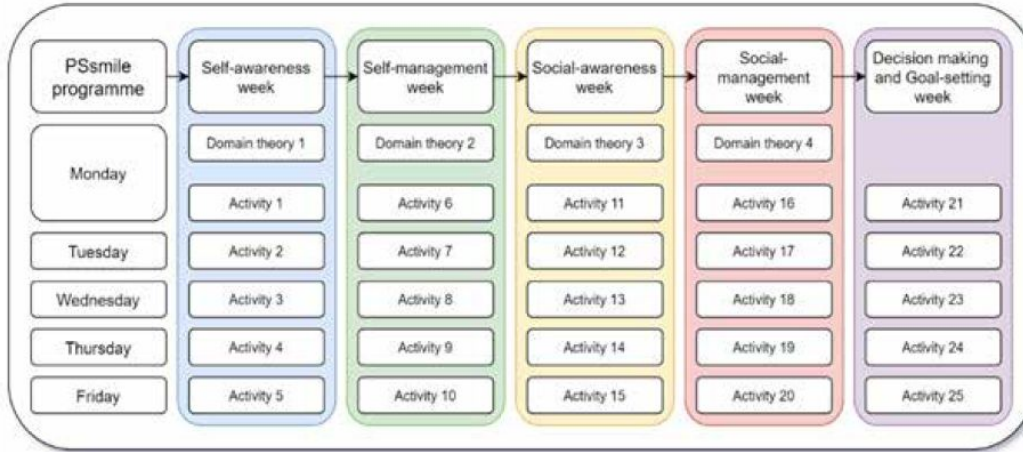 PSsmile
programme
Self-awareness
week
Self-management
week
Social-awareness
week
Social-
management
week
Decision making
and Goal-setting
week
Monday
Domain theory 1
Domain theory 2
Domain theory 3
Domain theory 4
Activity 1
Activity 6
Activity 11
Activity 16
Activity 21
Tuesday
Activity 2
Activity 7
Activity 12
Activity 17
Activity 22
Wednesday
Activity 3
Activity 8
Activity 13
Activity 18
Activity 23
Thursday
Activity 4
Activity 9
Activity 14
Activity 19
Activity 24
Friday
Activity 5
Activity 10
Activity 15
Activity 20
Activity 25